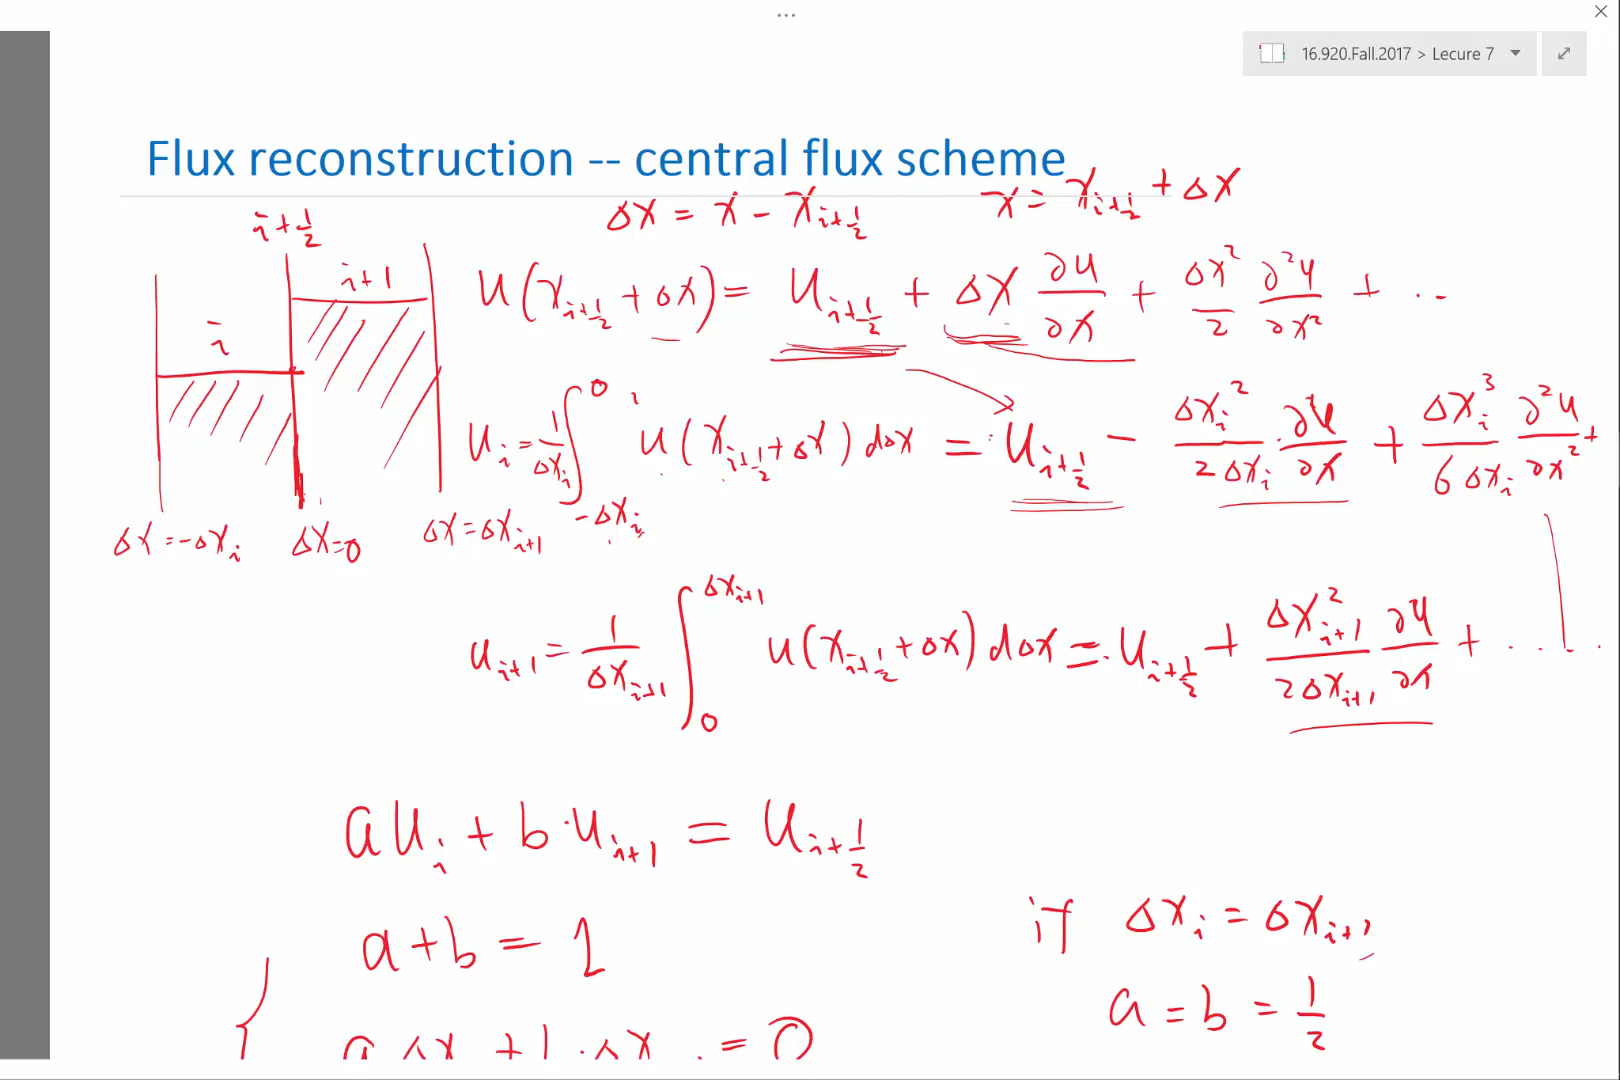 ...
16.920.Fall.2017 > Lecure 7
Flux reconstruction -- central flux scheme
Δx = x - x_{i+1/2}    x = x_{i+1/2} + Δx
i+1/2
i+1
i
u(x_{i+1/2} + Δx) = u_{i+1/2} + Δx ∂u/∂x + Δx²/2 ∂²u/∂x² + ..
u_i = 1/Δx_i ∫_{-Δx_i}^{0} u(x_{i+1/2} + Δx) dΔx = u_{i+1/2} - Δx_i²/2Δx_i ∂u/∂x + Δx_i³/6Δx_i ∂²u/∂x² +
Δx = -Δx_i    Δx = 0    Δx = Δx_{i+1}
u_{i+1} = 1/Δx_{i+1} ∫_{0}^{Δx_{i+1}} u(x_{i+1/2} + Δx) dΔx = u_{i+1/2} + Δx_{i+1}²/2Δx_{i+1} ∂u/∂x + .....
a u_i + b · u_{i+1} = u_{i+1/2}
a + b = 1
if Δx_i = Δx_{i+1}
a = b = 1/2